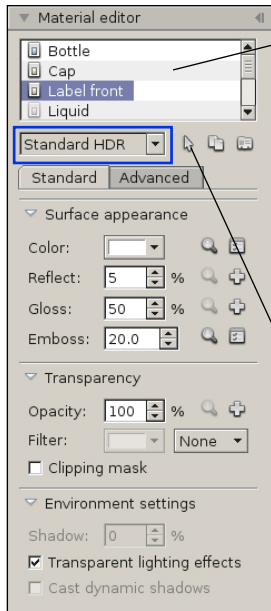 Material editor
Bottle
Cap
Label front
Liquid
Standard HDR
Standard Advanced
Surface appearance
Color:
Reflect: 5 %
Gloss: 50 %
Emboss: 20.0
Transparency
Opacity: 100 %
Filter: None
Clipping mask
Environment settings
Shadow: 0 %
Transparent lighting effects
Cast dynamic shadows